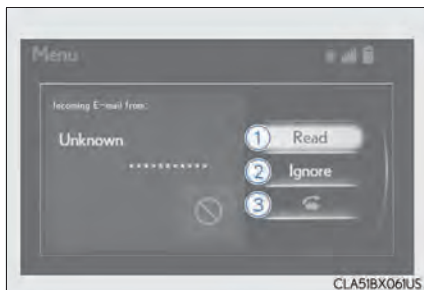 Menu
Incoming E-mail from:
Unknown
***********
1 Read
2 Ignore
3
CLA51BX061US